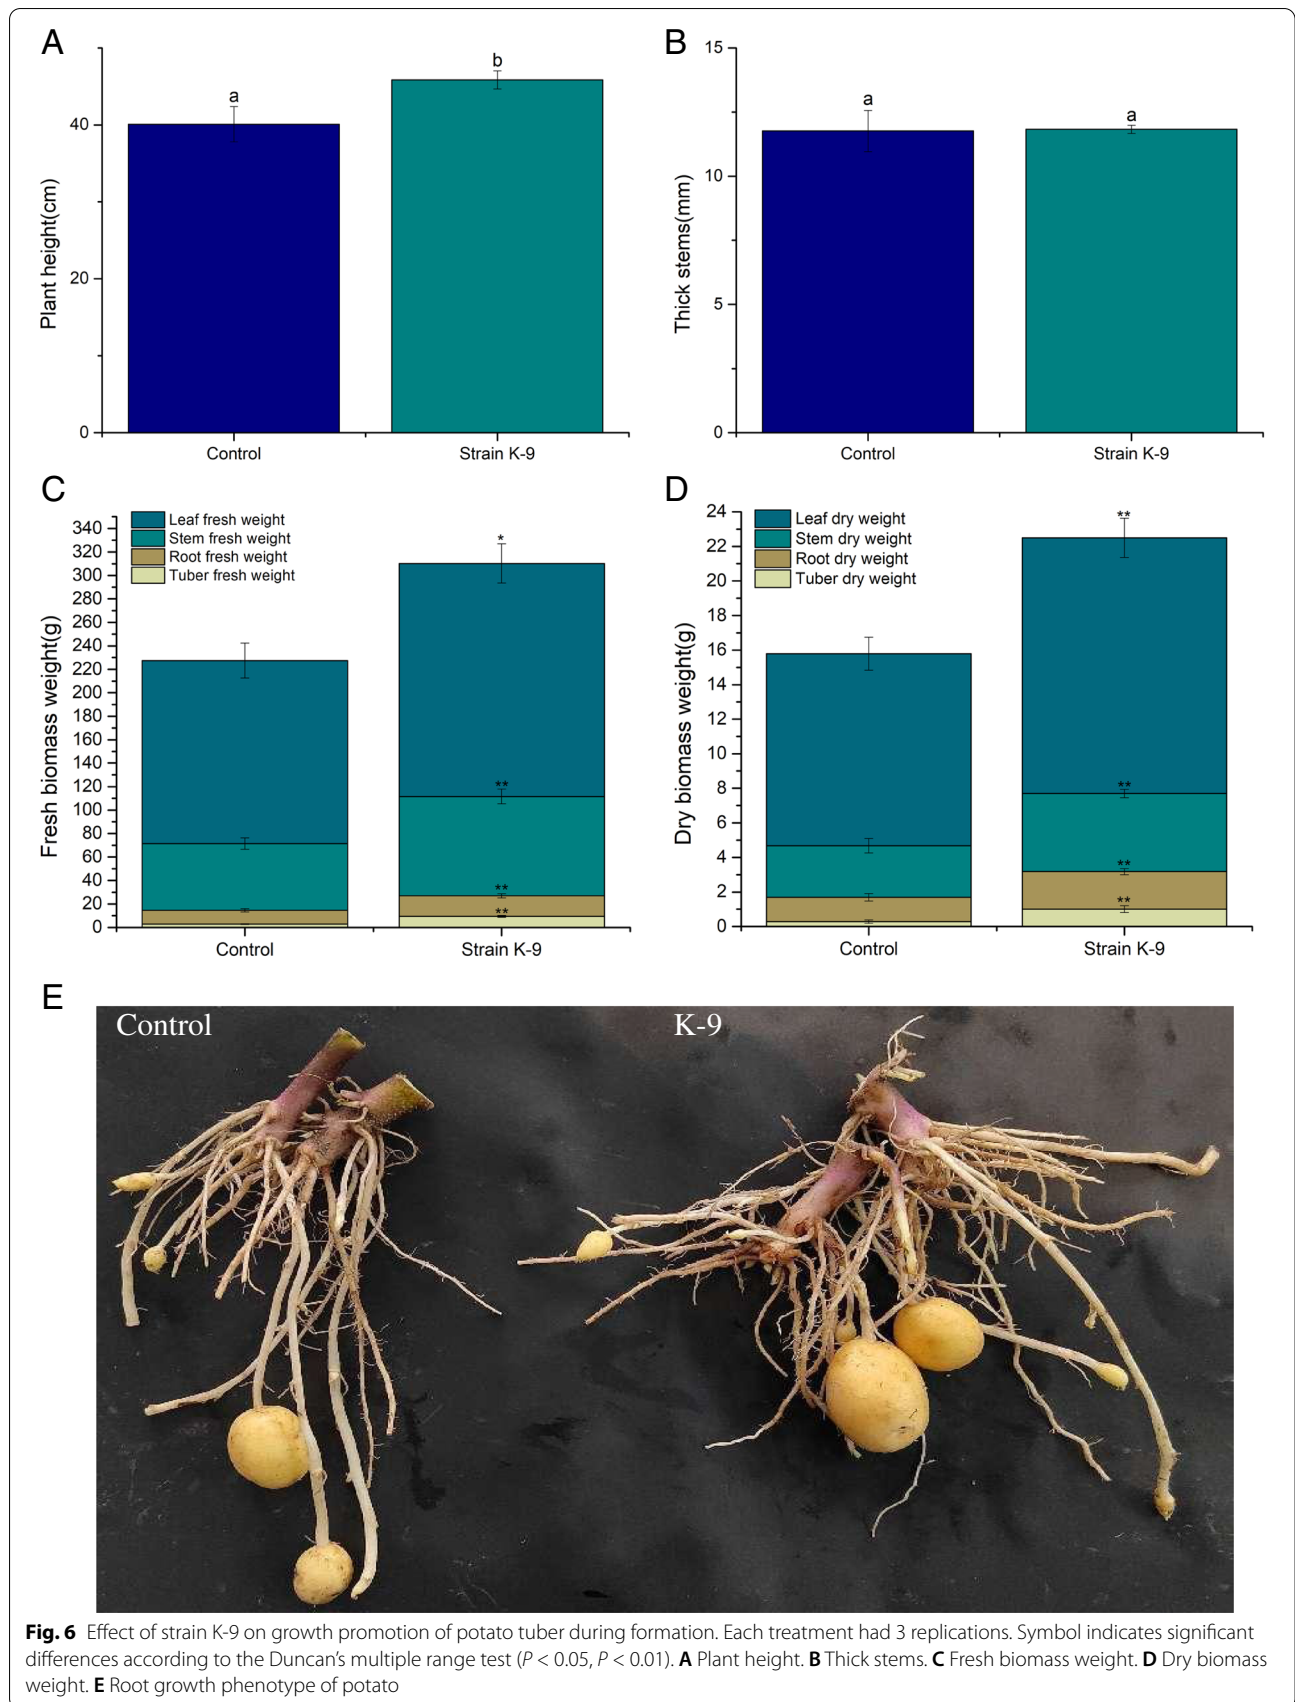 A
Plant height(cm)
40
20
0
a
b
Control
Strain K-9
B
Thick stems(mm)
15
10
5
0
a
a
Control
Strain K-9
C
Fresh biomass weight(g)
340
320
300
280
260
240
220
200
180
160
140
120
100
80
60
40
20
0
Leaf fresh weight
Stem fresh weight
Root fresh weight
Tuber fresh weight
*
**
**
**
Control
Strain K-9
D
Dry biomass weight(g)
24
22
20
18
16
14
12
10
8
6
4
2
0
Leaf dry weight
Stem dry weight
Root dry weight
Tuber dry weight
**
**
**
**
Control
Strain K-9
E
Control
K-9
Fig. 6 Effect of strain K-9 on growth promotion of potato tuber during formation. Each treatment had 3 replications. Symbol indicates significant
differences according to the Duncan's multiple range test (P < 0.05, P < 0.01). A Plant height. B Thick stems. C Fresh biomass weight. D Dry biomass
weight. E Root growth phenotype of potato